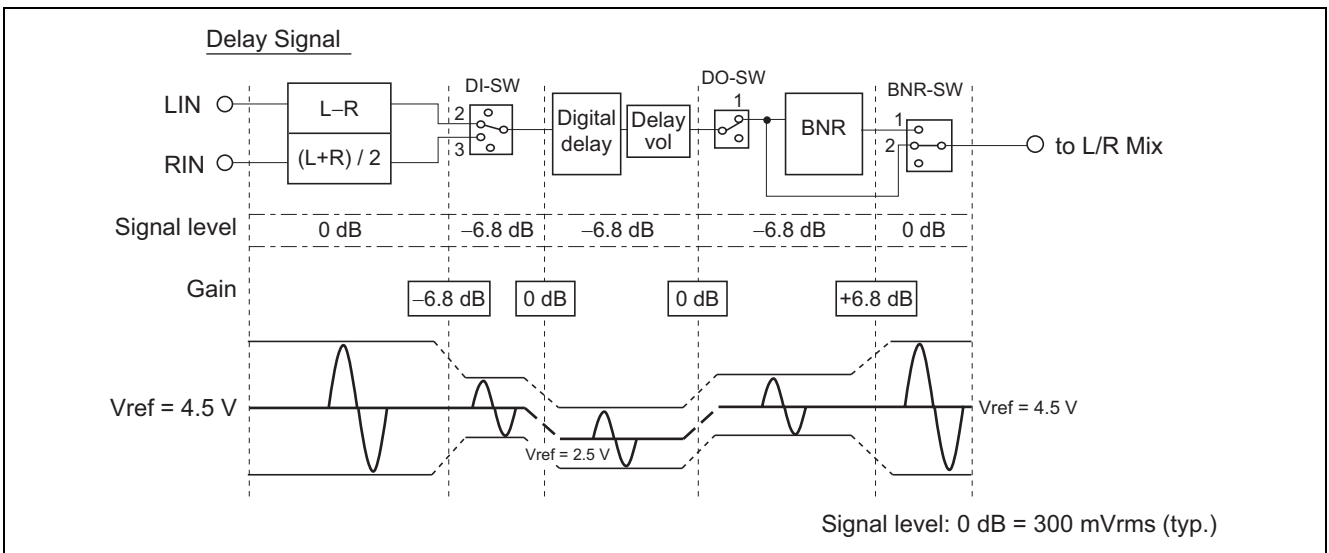 Delay Signal
LIN
RIN
L–R
(L+R) / 2
DI-SW
2
3
Digital
delay
Delay
vol
DO-SW
1
BNR
BNR-SW
1
2
to L/R Mix
Signal level
0 dB
–6.8 dB
–6.8 dB
–6.8 dB
0 dB
Gain
–6.8 dB
0 dB
0 dB
+6.8 dB
Vref = 4.5 V
Vref = 2.5 V
Vref = 4.5 V
Signal level: 0 dB = 300 mVrms (typ.)